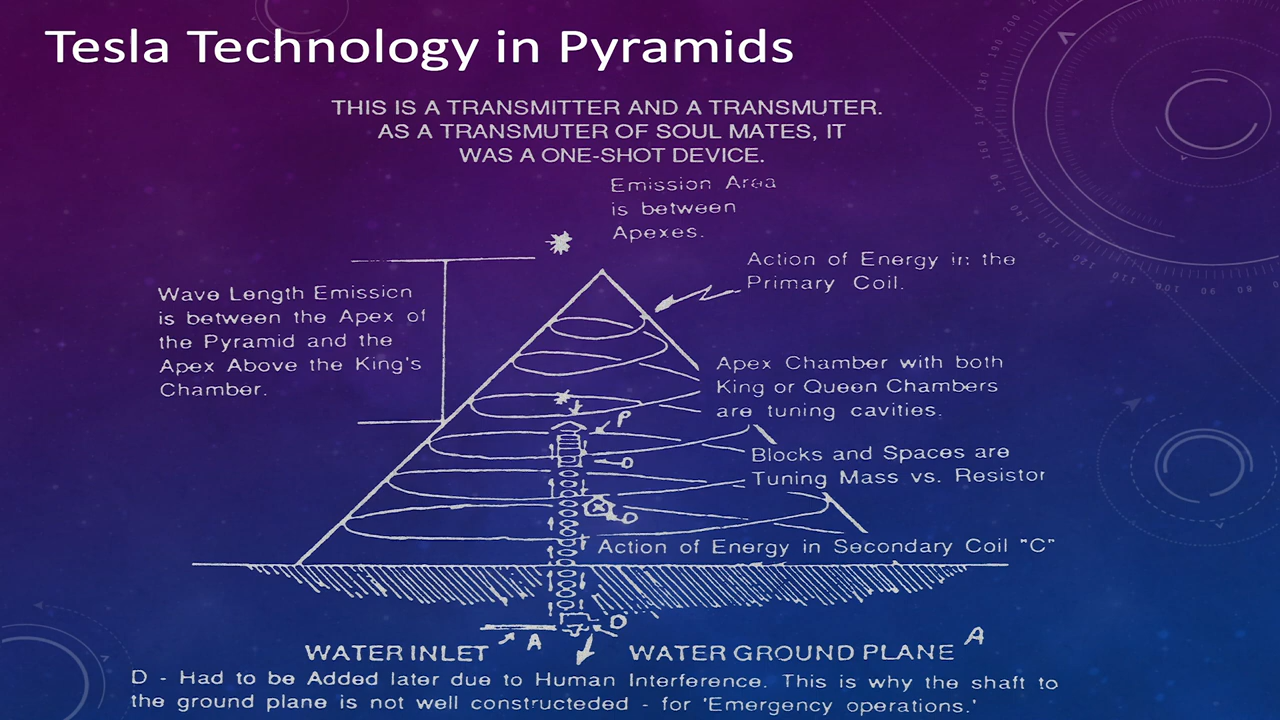 Tesla Technology in Pyramids
THIS IS A TRANSMITTER AND A TRANSMUTER.
AS A TRANSMUTER OF SOUL MATES, IT
WAS A ONE-SHOT DEVICE.
Emission Area
is between
Apexes.
Action of Energy in the
Primary Coil.
Wave Length Emission
is between the Apex of
the Pyramid and the
Apex Above the King's
Chamber.
Apex Chamber with both
King or Queen Chambers
are tuning cavities.
P
Blocks and Spaces are
Tuning Mass vs. Resistor
D
D
Action of Energy in Secondary Coil "C"
D
A
WATER INLET
WATER GROUND PLANE
A
D - Had to be Added later due to Human Interference. This is why the shaft to
the ground plane is not well constructeded - for 'Emergency operations.'